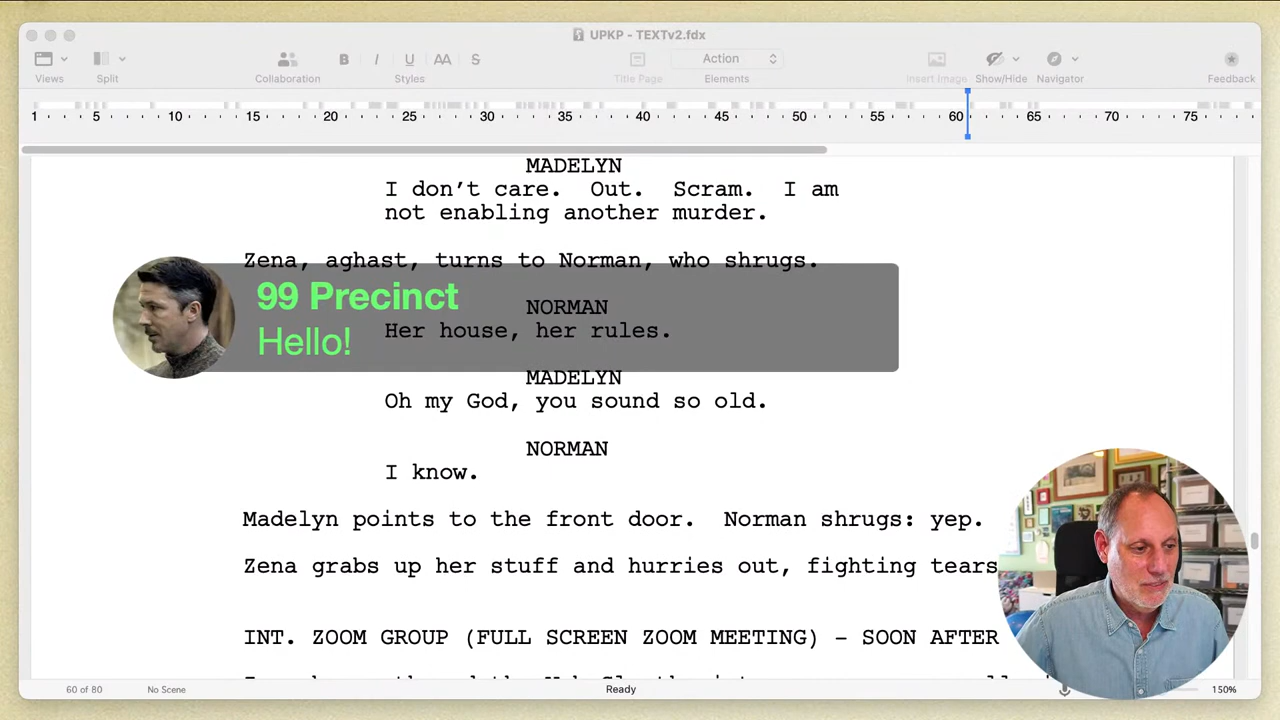 UPKP - TEXTv2.fdx
B I U AA S Action
Views Split Collaboration Styles Title Page Elements Insert Image Show/Hide Navigator Feedback
1 5 10 15 20 25 30 35 40 45 50 55 60 65 70 75
MADELYN
I don’t care. Out. Scram. I am
not enabling another murder.
Zena, aghast, turns to Norman, who shrugs.
99 Precinct
Hello!
NORMAN
Her house, her rules.
MADELYN
Oh my God, you sound so old.
NORMAN
I know.
Madelyn points to the front door. Norman shrugs: yep.
Zena grabs up her stuff and hurries out, fighting tears
INT. ZOOM GROUP (FULL SCREEN ZOOM MEETING) – SOON AFTER
60 of 80 No Scene Ready 150%